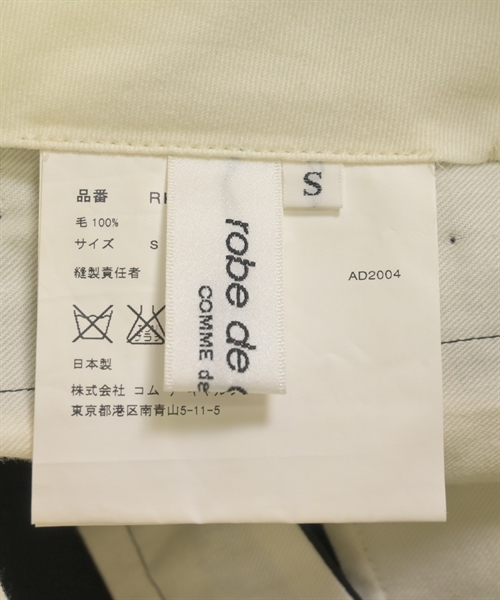 品番 R
毛 100%
サイズ S
縫製責任者
AD2004
日本製
株式会社 コム
東京都港区南青山5-11-5
robe de
COMME de
S